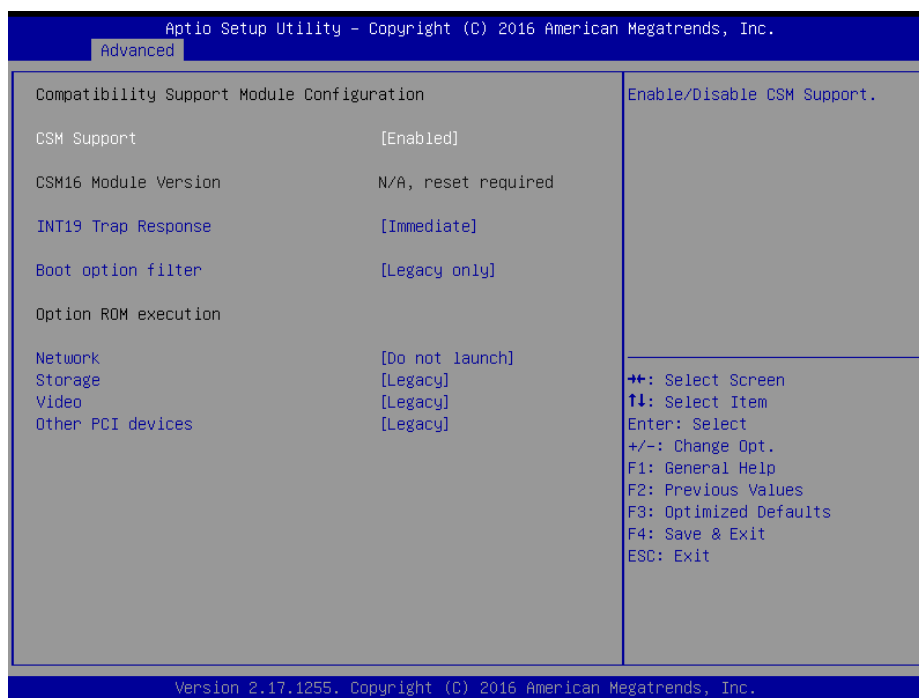 Aptio Setup Utility – Copyright (C) 2016 American Megatrends, Inc.
Advanced
Compatibility Support Module Configuration
CSM Support [Enabled]
CSM16 Module Version N/A, reset required
INT19 Trap Response [Immediate]
Boot option filter [Legacy only]
Option ROM execution
Network [Do not launch]
Storage [Legacy]
Video [Legacy]
Other PCI devices [Legacy]
Enable/Disable CSM Support.
→←: Select Screen
↑↓: Select Item
Enter: Select
+/-: Change Opt.
F1: General Help
F2: Previous Values
F3: Optimized Defaults
F4: Save & Exit
ESC: Exit
Version 2.17.1255. Copyright (C) 2016 American Megatrends, Inc.